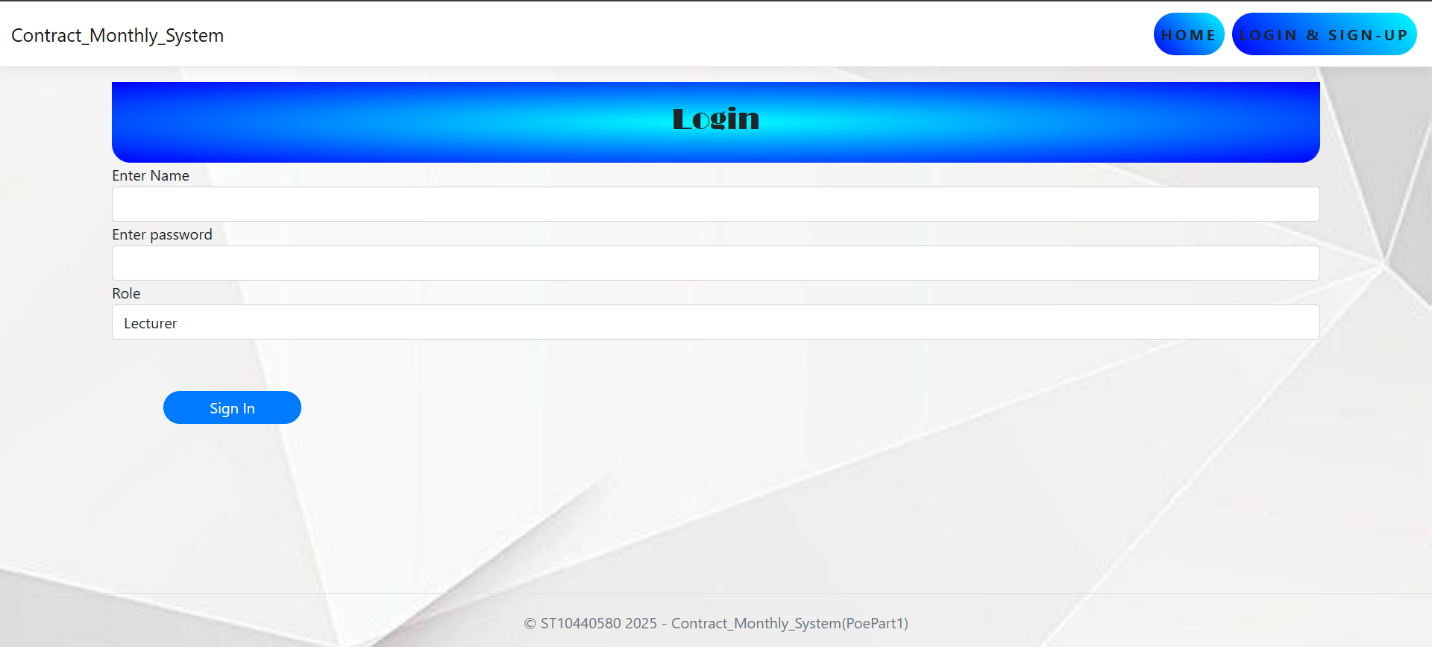 Contract_Monthly_System
HOME
LOGIN & SIGN-UP
Login
Enter Name
Enter password
Role
Lecturer
Sign In
© ST10440580 2025 - Contract_Monthly_System(PoePart1)